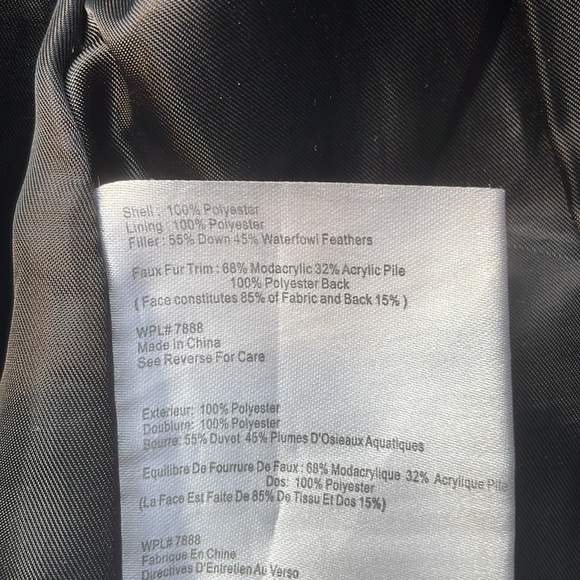 Shell : 100% Polyester
Lining : 100% Polyester
Filler : 55% Down 45% Waterfowl Feathers
Faux Fur Trim : 68% Modacrylic 32% Acrylic Pile
100% Polyester Back
( Face constitutes 85% of Fabric and Back 15% )
WPL# 7888
Made In China
See Reverse For Care
Exterieur: 100% Polyester
Doublure: 100% Polyester
Bourre: 55% Duvet 45% Plumes D'Osieaux Aquatiques
Equilibre De Fourrure De Faux : 68% Modacrylique 32% Acrylique Pile
Dos: 100% Polyester
(La Face Est Faite De 85% De Tissu Et Dos 15%)
WPL# 7888
Fabrique En Chine
Directives D'Entretien Au Verso